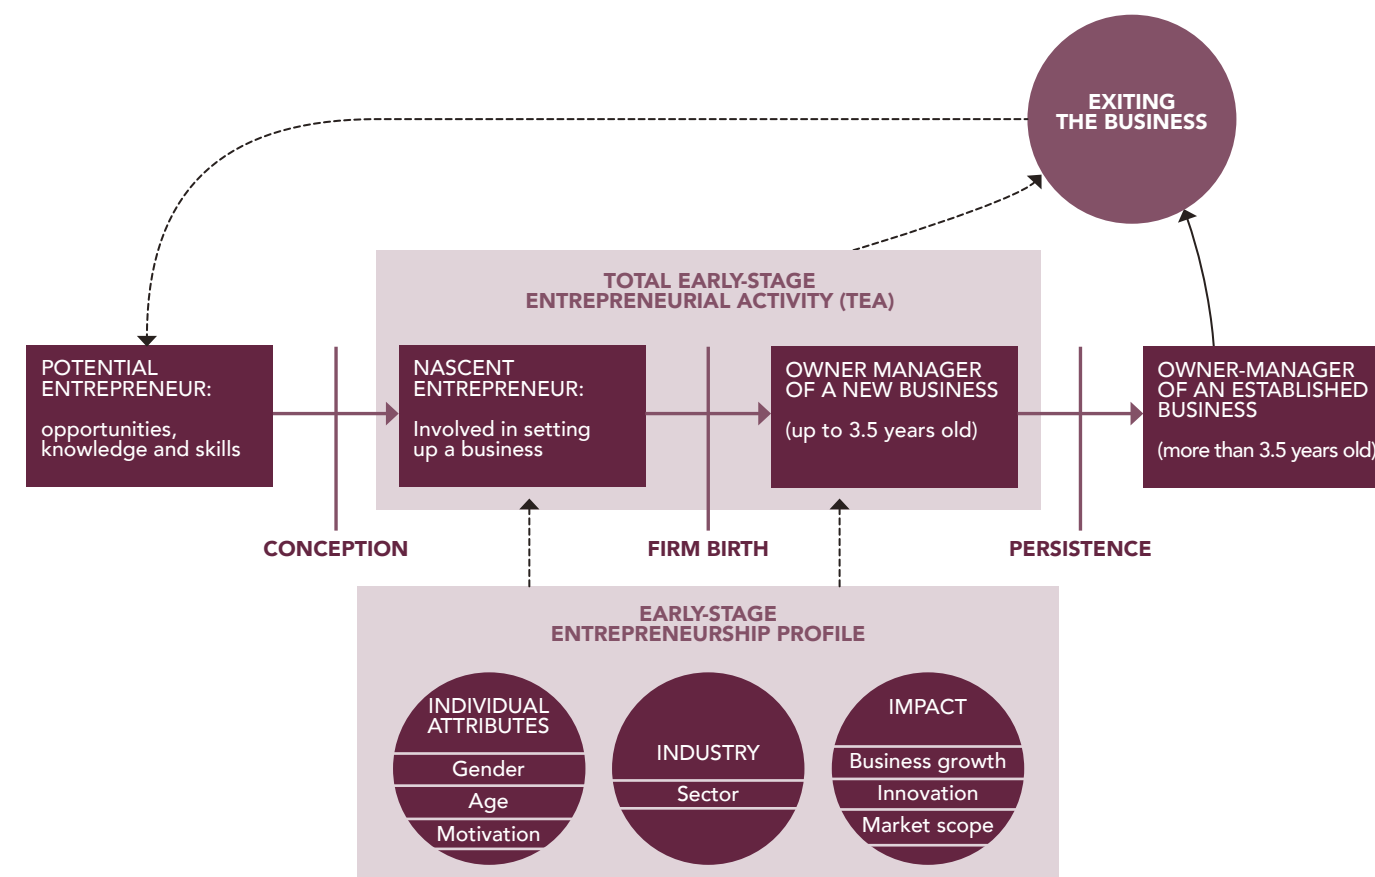 EXITING
THE BUSINESS
TOTAL EARLY-STAGE
ENTREPRENEURIAL ACTIVITY (TEA)
POTENTIAL
ENTREPRENEUR:
opportunities,
knowledge and skills
NASCENT
ENTREPRENEUR:
Involved in setting
up a business
OWNER MANAGER
OF A NEW BUSINESS
(up to 3.5 years old)
OWNER-MANAGER
OF AN ESTABLISHED
BUSINESS
(more than 3.5 years old)
CONCEPTION
FIRM BIRTH
PERSISTENCE
EARLY-STAGE
ENTREPRENEURSHIP PROFILE
INDIVIDUAL
ATTRIBUTES
Gender
Age
Motivation
INDUSTRY
Sector
IMPACT
Business growth
Innovation
Market scope